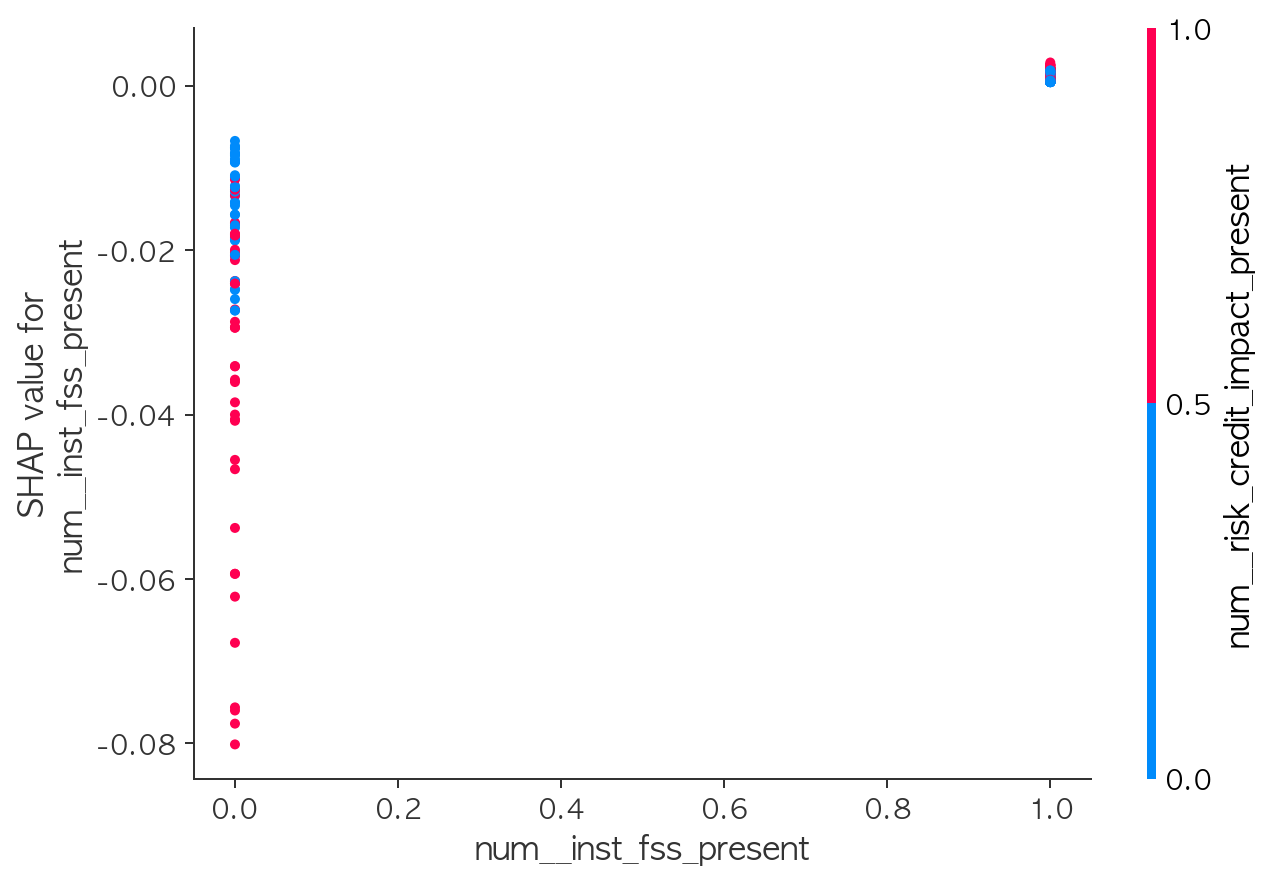 SHAP value for
num__inst_fss_present
0.00
-0.02
-0.04
-0.06
-0.08
0.0 0.2 0.4 0.6 0.8 1.0
num__inst_fss_present
1.0
0.5
0.0
num__risk_credit_impact_present